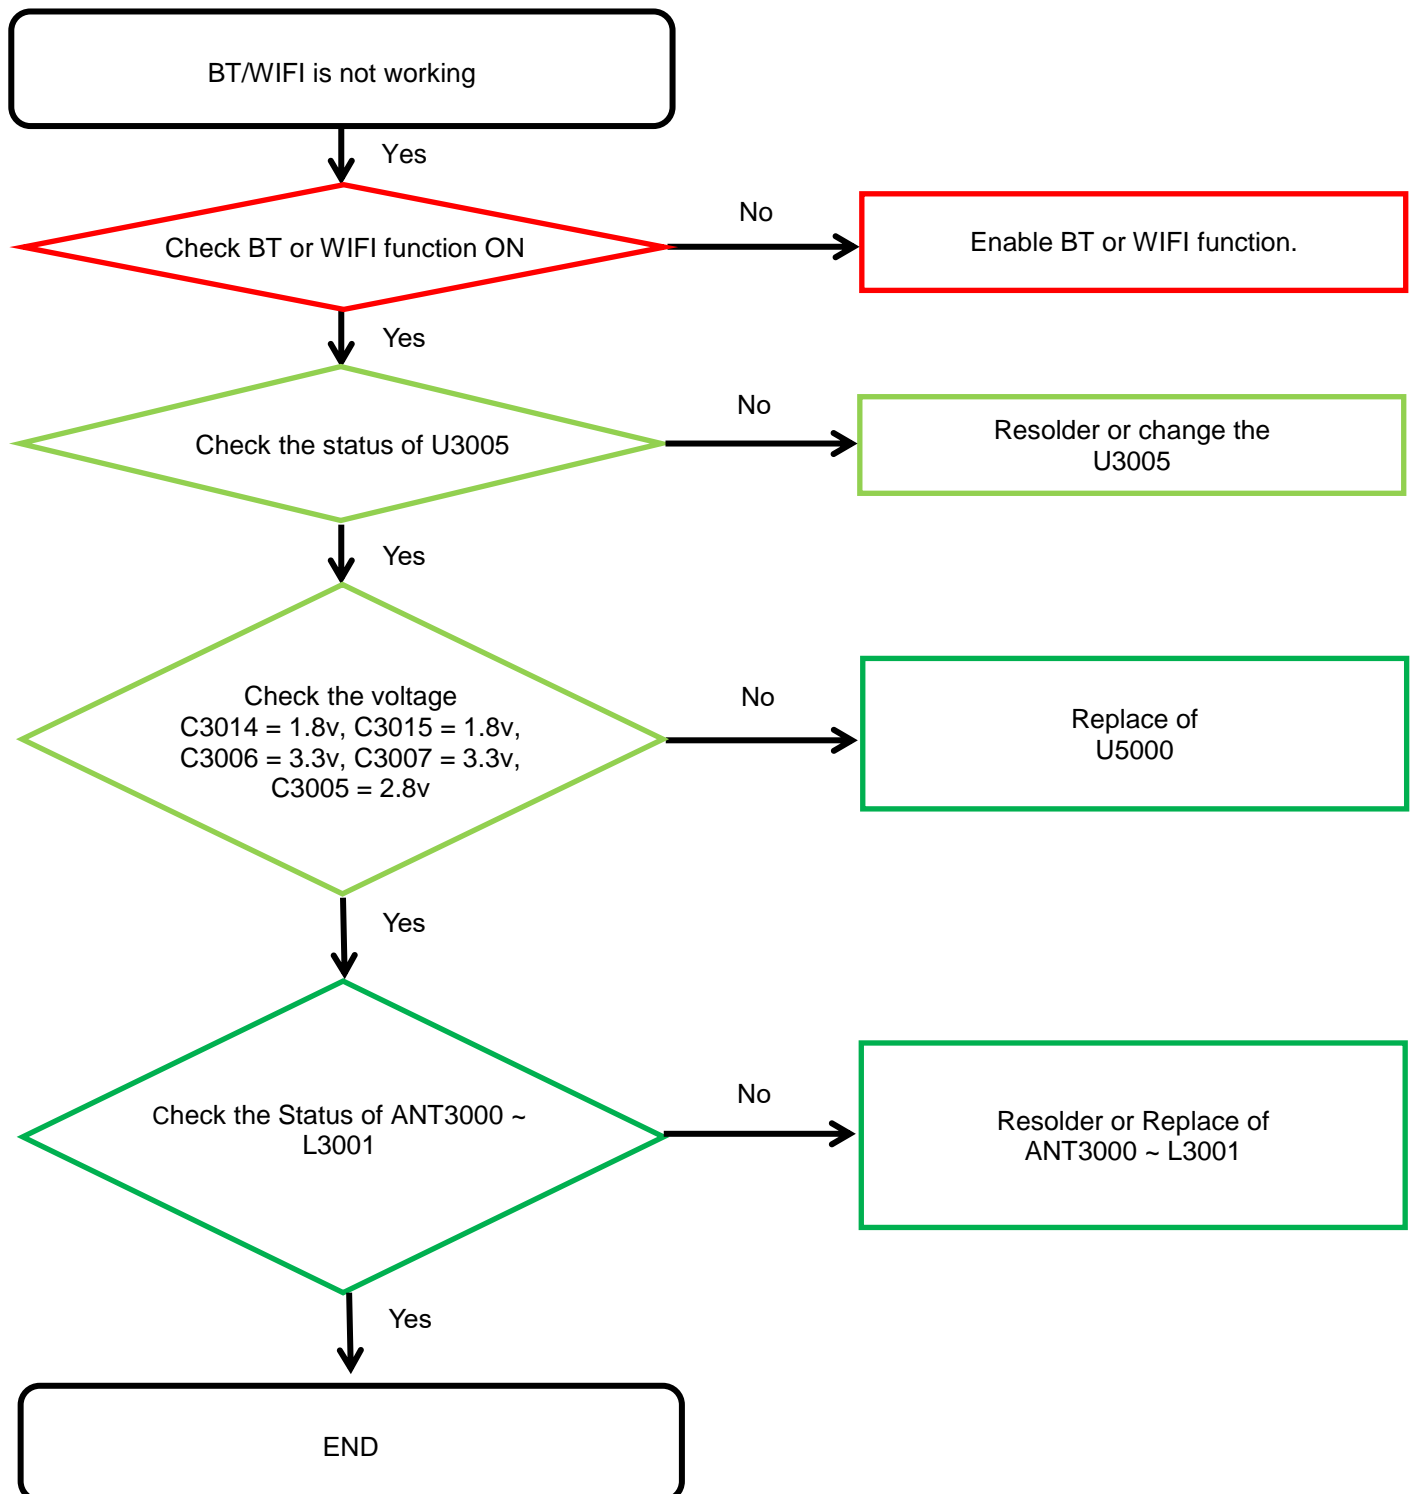 BT/WIFI is not working
Yes
Check BT or WIFI function ON
No
Enable BT or WIFI function.
Yes
Check the status of U3005
No
Resolder or change the
U3005
Yes
Check the voltage
C3014 = 1.8v, C3015 = 1.8v,
C3006 = 3.3v, C3007 = 3.3v,
C3005 = 2.8v
No
Replace of
U5000
Yes
Check the Status of ANT3000 ~
L3001
No
Resolder or Replace of
ANT3000 ~ L3001
Yes
END